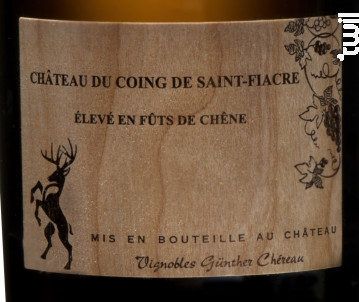 CHÂTEAU DU COING DE SAINT-FIACRE
ÉLEVÉ EN FÛTS DE CHÊNE
MIS EN BOUTEILLE AU CHÂTEAU
Vignobles Günther Chéreau